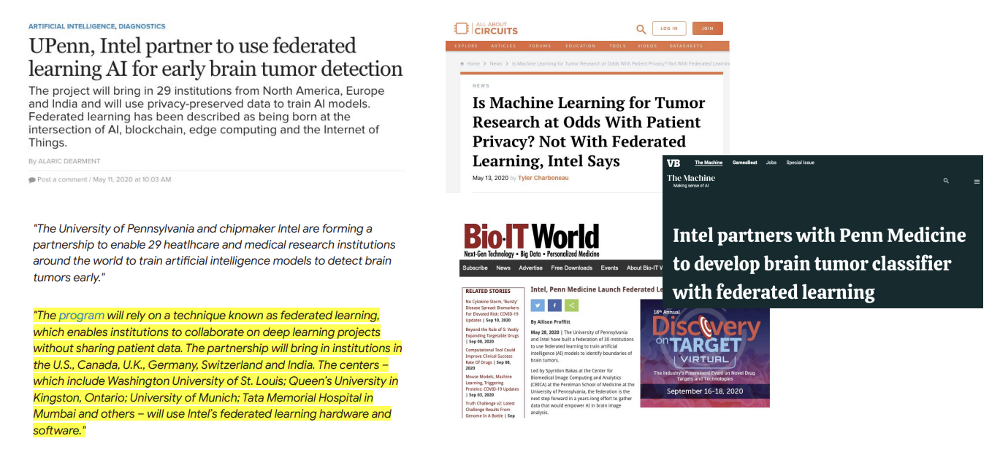 ARTIFICIAL INTELLIGENCE, DIAGNOSTICS
UPenn, Intel partner to use federated
learning AI for early brain tumor detection
The project will bring in 29 institutions from North America, Europe
and India and will use privacy-preserved data to train AI models.
Federated learning has been described as being born at the
intersection of AI, blockchain, edge computing and the Internet of
Things.
By ALARIC DEARMENT
Post a comment / May 11, 2020 at 10:03 AM
"The University of Pennsylvania and chipmaker Intel are forming a
partnership to enable 29 heatlhcare and medical research institutions
around the world to train artificial intelligence models to detect brain
tumors early."
"The program will rely on a technique known as federated learning,
which enables institutions to collaborate on deep learning projects
without sharing patient data. The partnership will bring in institutions in
the U.S., Canada, U.K., Germany, Switzerland and India. The centers –
which include Washington University of St. Louis; Queen's University in
Kingston, Ontario; University of Munich; Tata Memorial Hospital in
Mumbai and others – will use Intel's federated learning hardware and
software."
ALL ABOUT
CIRCUITS
LOG IN
JOIN
EXPLORE ARTICLES FORUMS EDUCATION TOOLS VIDEOS DATASHEETS
Home > News > Is Machine Learning for Tumor Research at Odds With Patient Privacy? Not With Federated Learnin
NEWS
Is Machine Learning for Tumor
Research at Odds With Patient
Privacy? Not With Federated
Learning, Intel Says
May 13, 2020 by Tyler Charboneau
VB The Machine GamesBeat Jobs Special Issue
The Machine
Making sense of AI
Intel partners with Penn Medicine
to develop brain tumor classifier
with federated learning
Bio·IT World
Next-Gen Technology • Big Data • Personalized Medicine
Subscribe News Advertise Free Downloads Events About Bio-IT W
RELATED STORIES
No Cytokine Storm, 'Bursty'
Disease Spread: Biomarkers
For Elevated Risk: COVID-19
Updates | Sep 10, 2020
Beyond the Rule of 5: Vastly
Expanding Targetable Drugs
| Sep 08, 2020
Computational Tool Could
Improve Clinical Success
Rate Of Drugs | Sep 08,
2020
Mouse Models, Machine
Learning, Triggering
Proteins: COVID-19 Updates
| Sep 03, 2020
Truth Challenge v2: Latest
Challenge Results From
Genome In A Bottle | Sep
Intel, Penn Medicine Launch Federated Le
By Allison Proffitt
May 28, 2020 | The University of Pennsylvania
and Intel have built a federation of 30 institutions
to use federated learning to train artificial
intelligence (AI) models to identify boundaries of
brain tumors.
Led by Spyridon Bakas at the Center for
Biomedical Image Computing and Analytics
(CBICA) at the Perelman School of Medicine at the
University of Pennsylvania, the federation is the
next step forward in a years-long effort to gather
data that would empower AI in brain image
analysis.
18th Annual
Discovery
on TARGET
VIRTUAL
The Industry's Preeminent Event on Novel Drug
Targets and Technologies
September 16-18, 2020